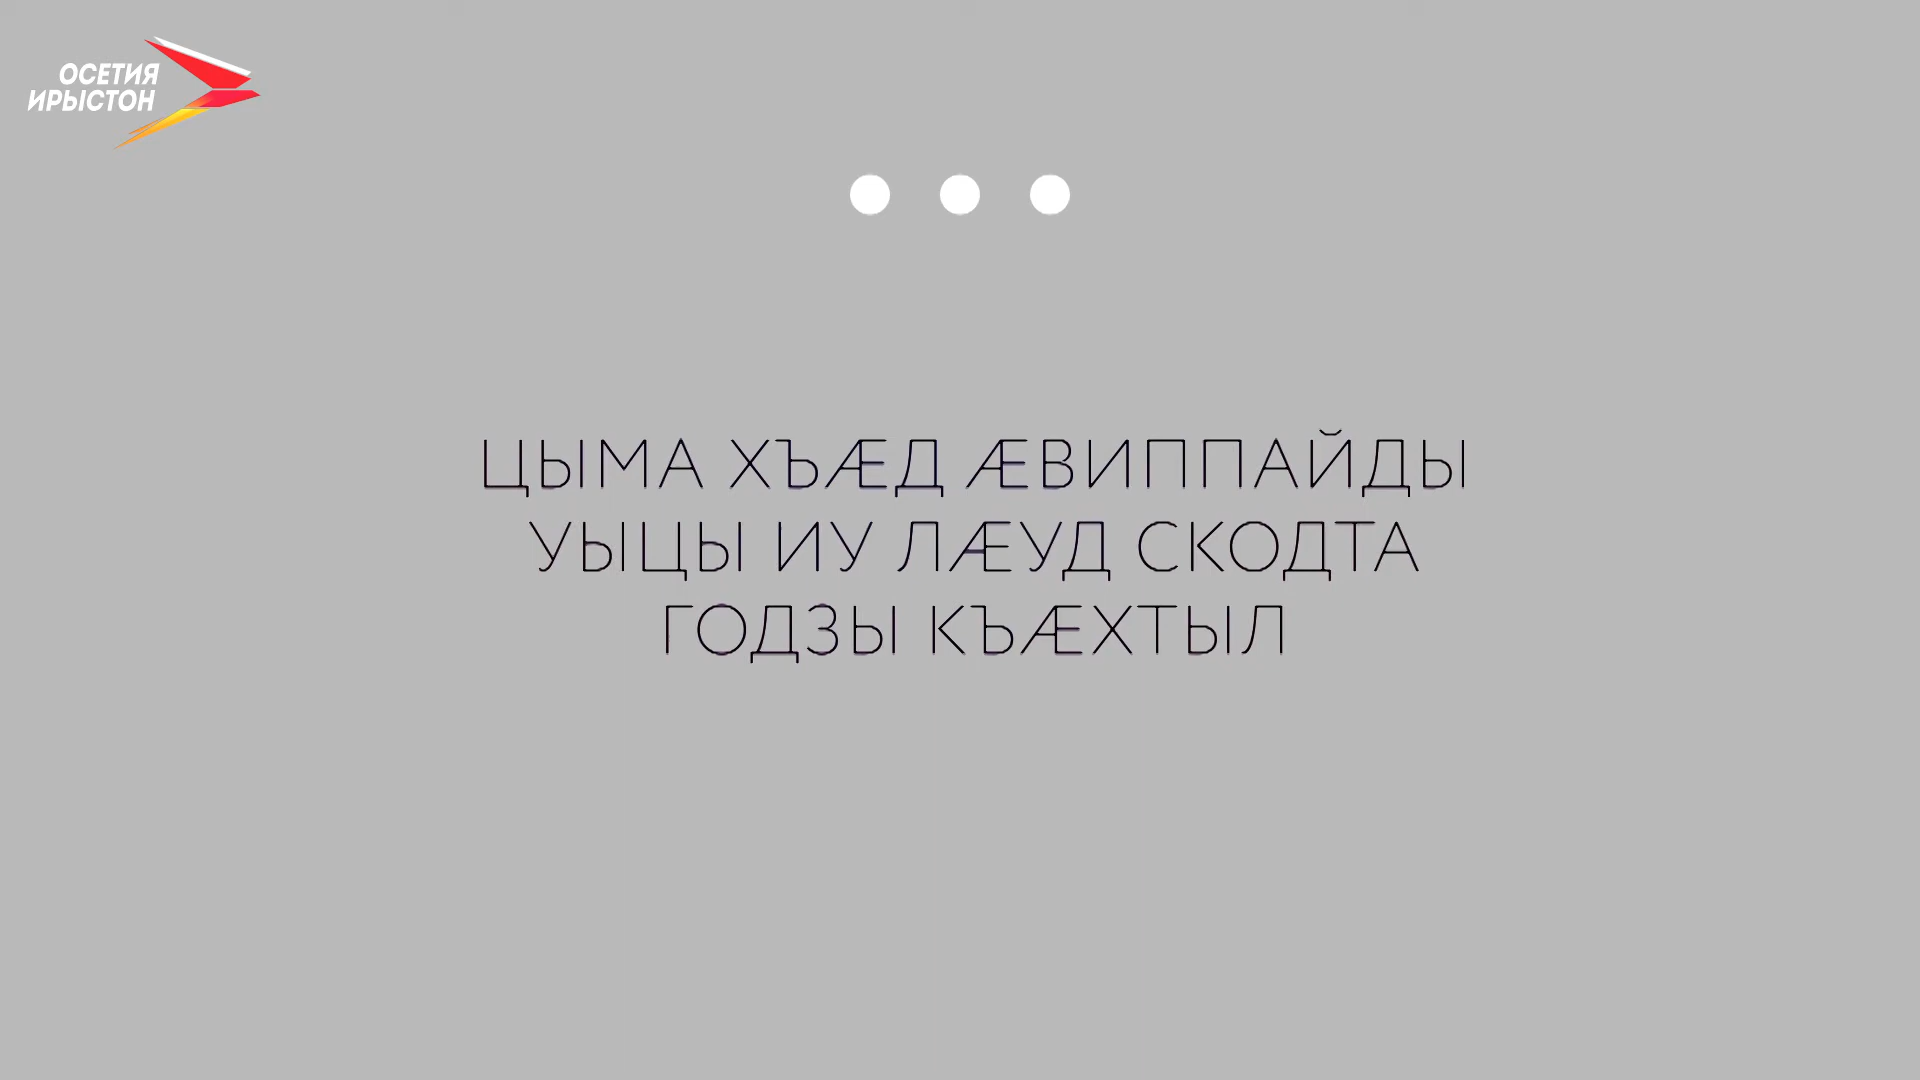 ОСЕТИЯ
ИРЫСТОН
ЦЫМА ХЪÆД ÆВИППАЙДЫ
УЫЦЫ ИУ ЛÆУД СКОДТА
ГОДЗЫ КЪÆХТЫЛ